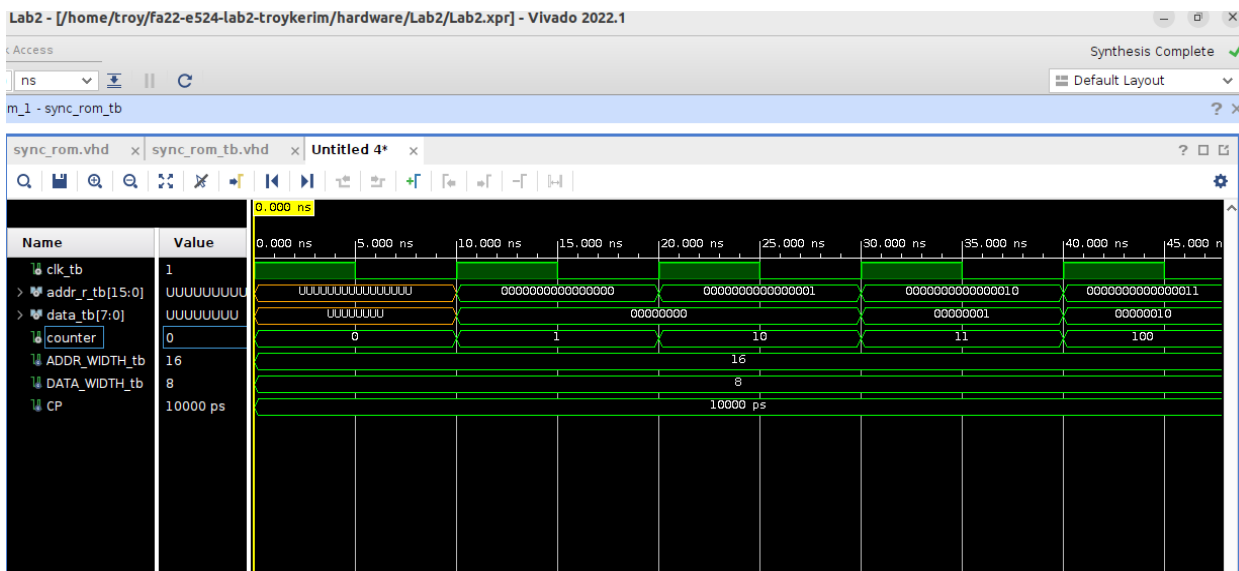 Lab2 - [/home/troy/fa22-e524-lab2-troykerim/hardware/Lab2/Lab2.xpr] - Vivado 2022.1
Access
Synthesis Complete
ns
Default Layout
m_1 - sync_rom_tb
sync_rom.vhd sync_rom_tb.vhd Untitled 4*
0.000 ns
Name Value 0.000 ns 5.000 ns 10.000 ns 15.000 ns 20.000 ns 25.000 ns 30.000 ns 35.000 ns 40.000 ns 45.000 n
clk_tb 1
addr_r_tb[15:0] UUUUUUUUU UUUUUUUUUUUUUUUU 0000000000000000 0000000000000001 0000000000000010 0000000000000011
data_tb[7:0] UUUUUUUU UUUUUUUU 00000000 00000001 00000010
counter 0 0 1 10 11 100
ADDR_WIDTH_tb 16 16
DATA_WIDTH_tb 8 8
CP 10000 ps 10000 ps